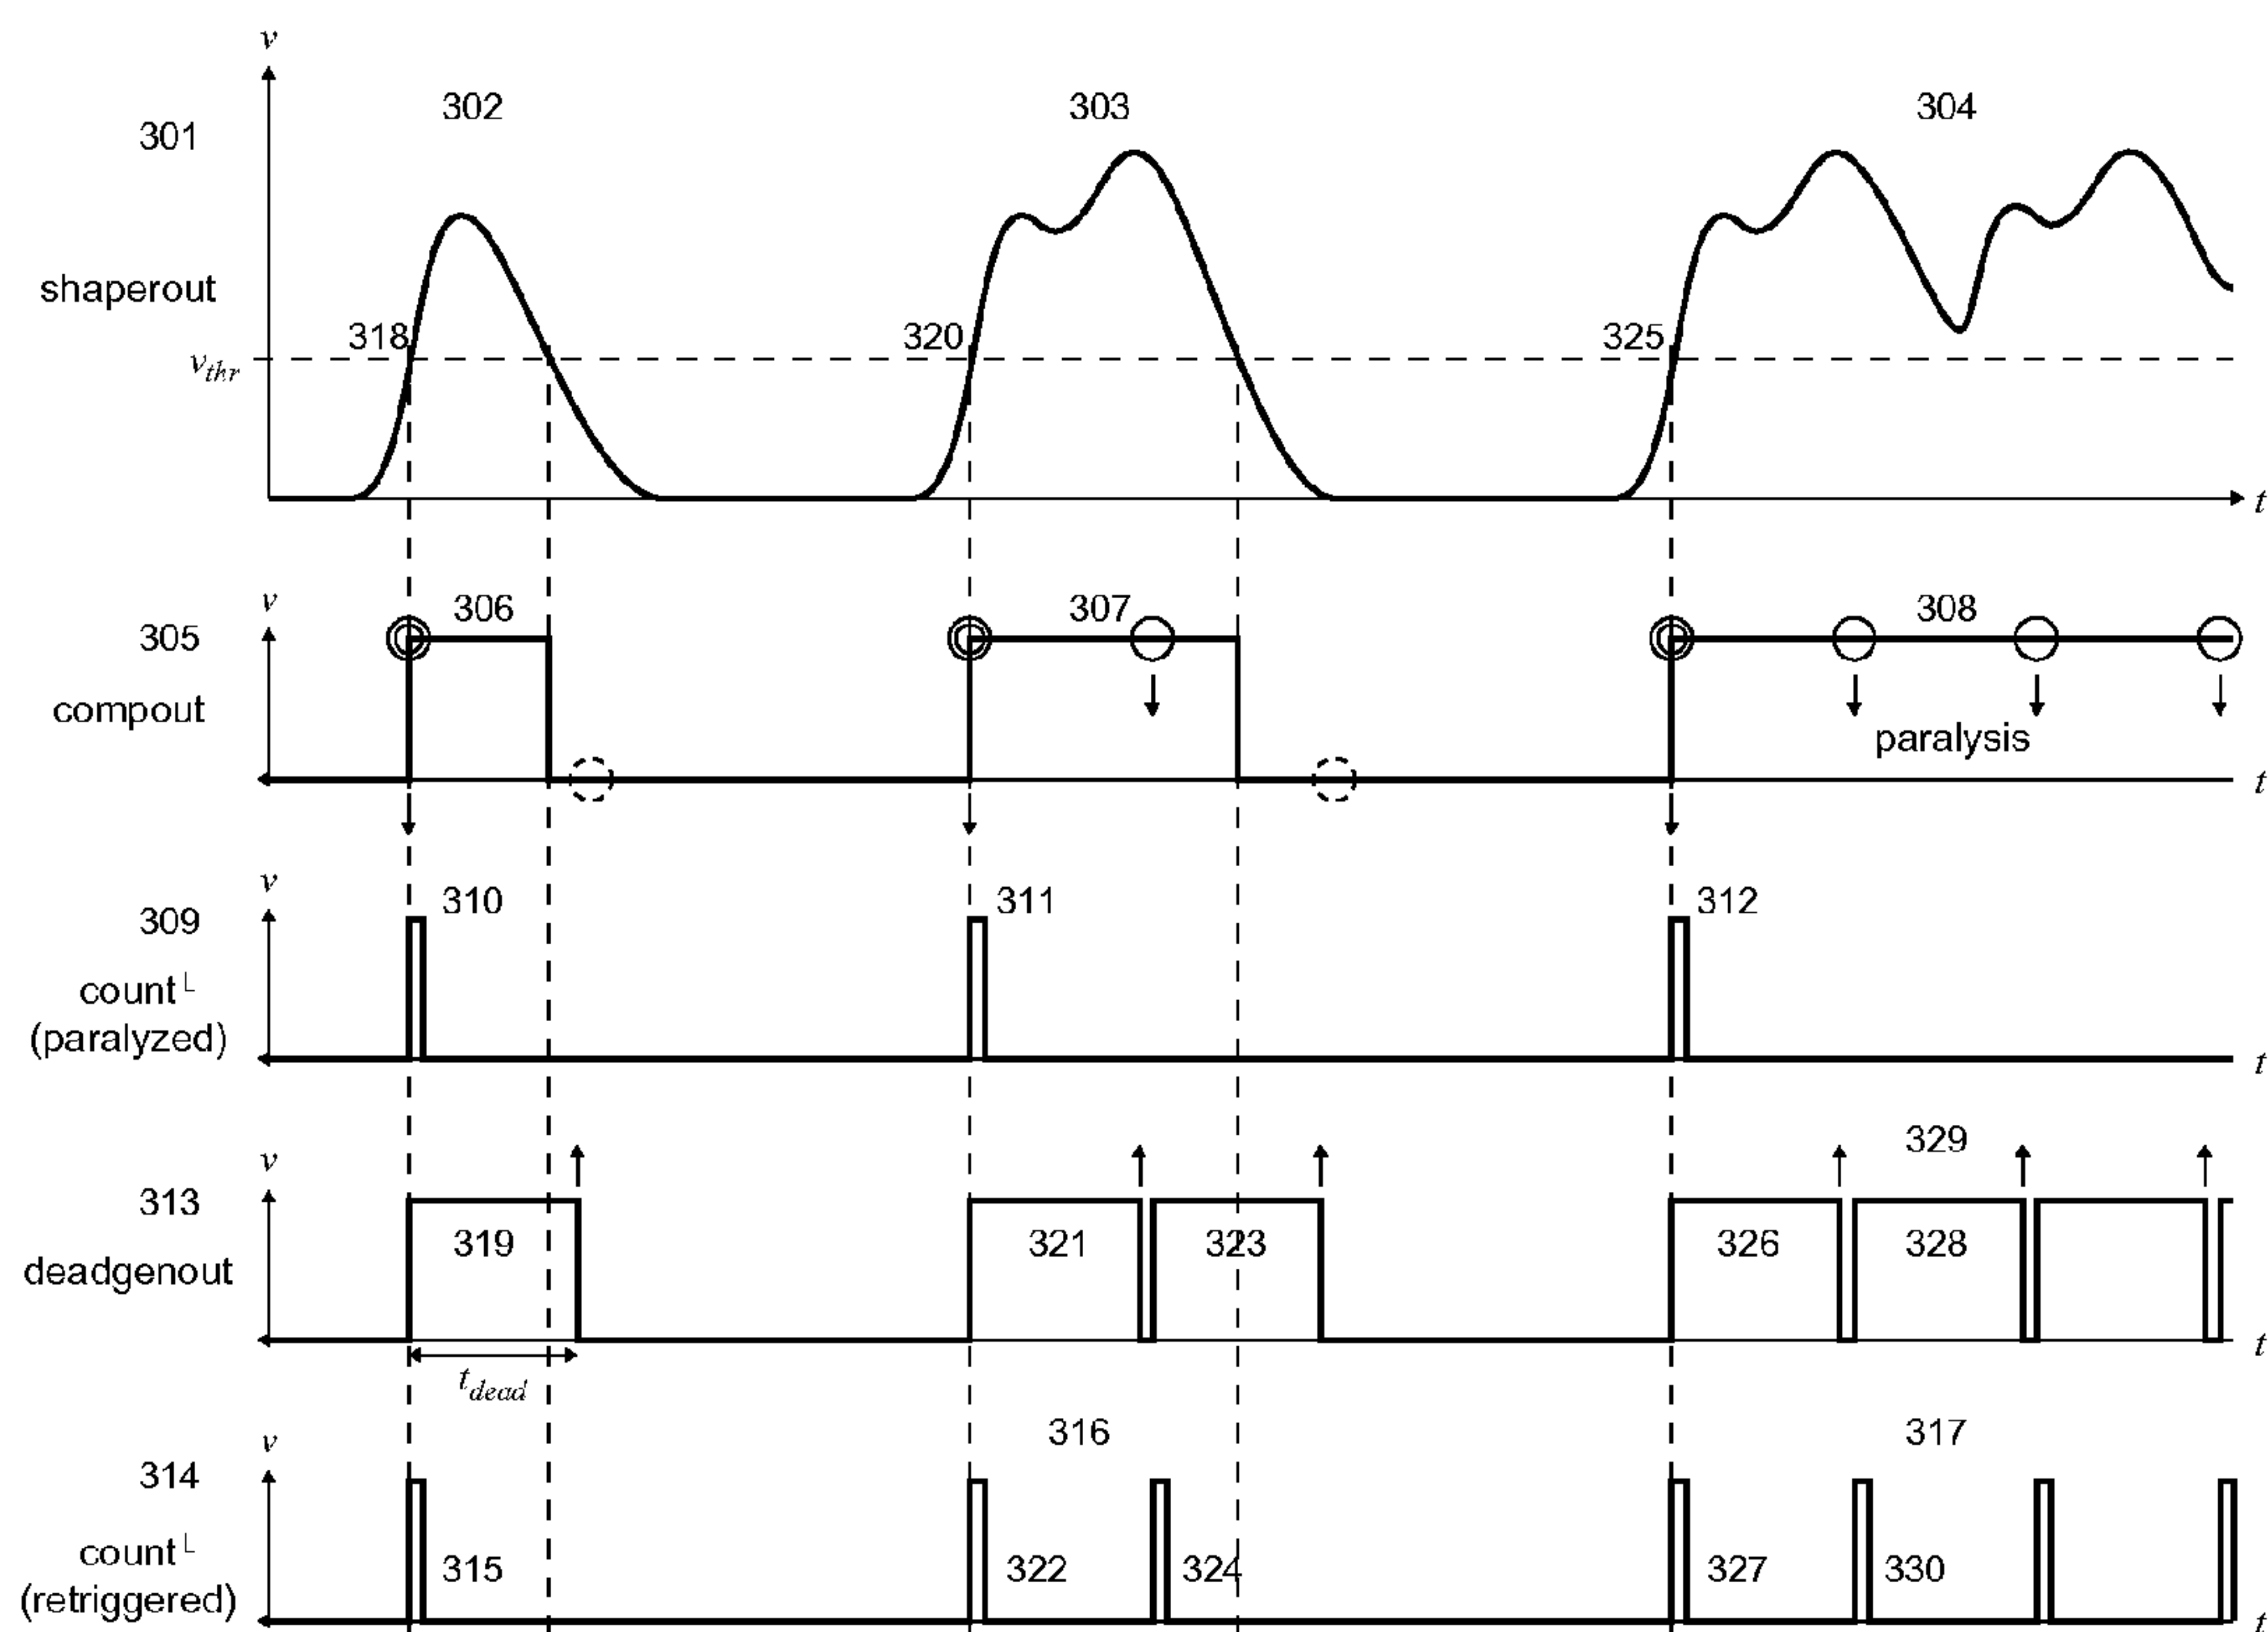 v
302 303 304
301
shaperout
318 320 325
v_thr
t
v 306 307 308
305
compout
paralysis
t
v 310 311 312
309
count└
(paralyzed)
t
329
v
313
319 321 323 326 328
deadgenout
t
t_dead
316 317
v
314
count└
315 322 324 327 330
(retriggered)
t